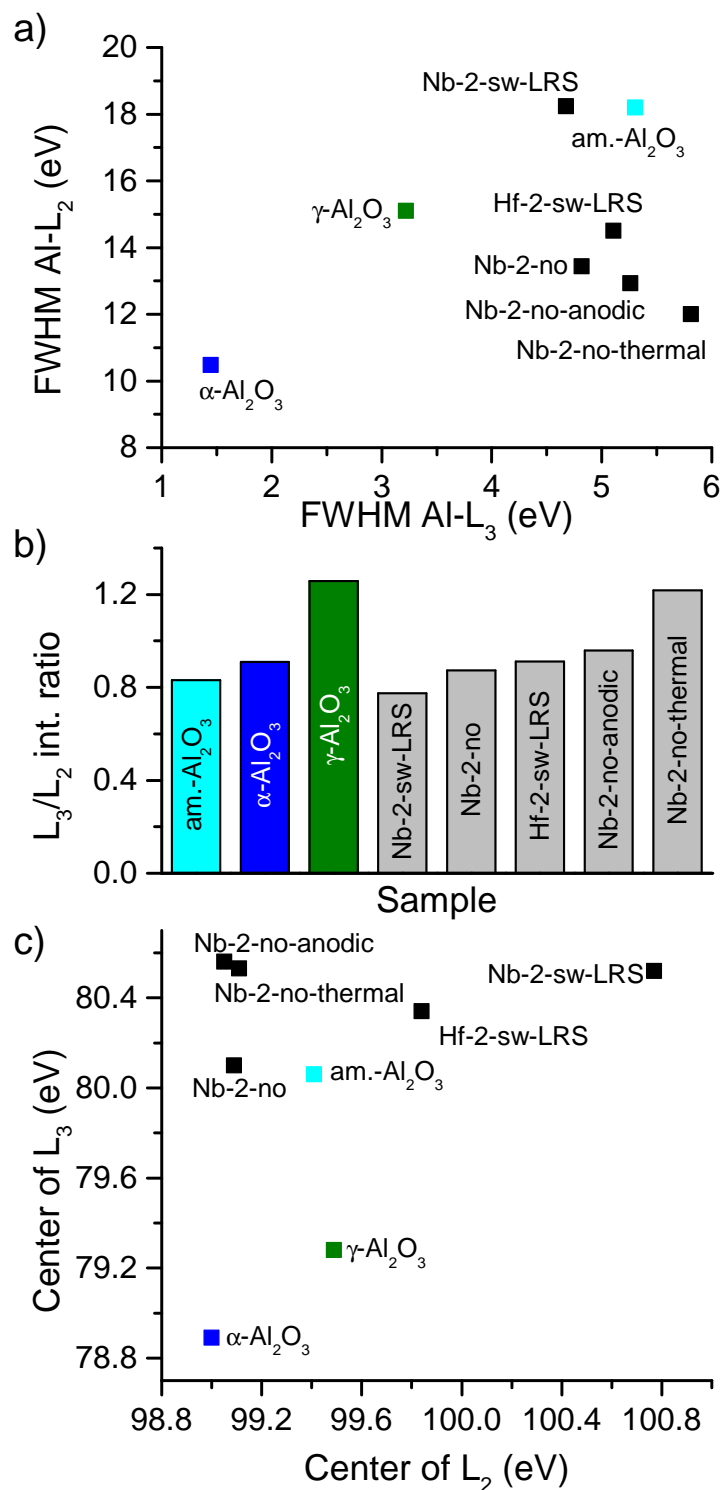 a)
20
18
16
14
12
10
8
FWHM Al-L₂ (eV)
Nb-2-sw-LRS
am.-Al₂O₃
γ-Al₂O₃
Hf-2-sw-LRS
Nb-2-no
Nb-2-no-anodic
Nb-2-no-thermal
α-Al₂O₃
1 2 3 4 5 6
FWHM Al-L₃ (eV)
b)
1.2
0.8
0.4
0.0
L₃/L₂ int. ratio
am.-Al₂O₃
α-Al₂O₃
γ-Al₂O₃
Nb-2-sw-LRS
Nb-2-no
Hf-2-sw-LRS
Nb-2-no-anodic
Nb-2-no-thermal
Sample
c)
80.4
80.0
79.6
79.2
78.8
Center of L₃ (eV)
Nb-2-no-anodic
Nb-2-no-thermal
Nb-2-sw-LRS
Hf-2-sw-LRS
Nb-2-no
am.-Al₂O₃
γ-Al₂O₃
α-Al₂O₃
98.8 99.2 99.6 100.0 100.4 100.8
Center of L₂ (eV)